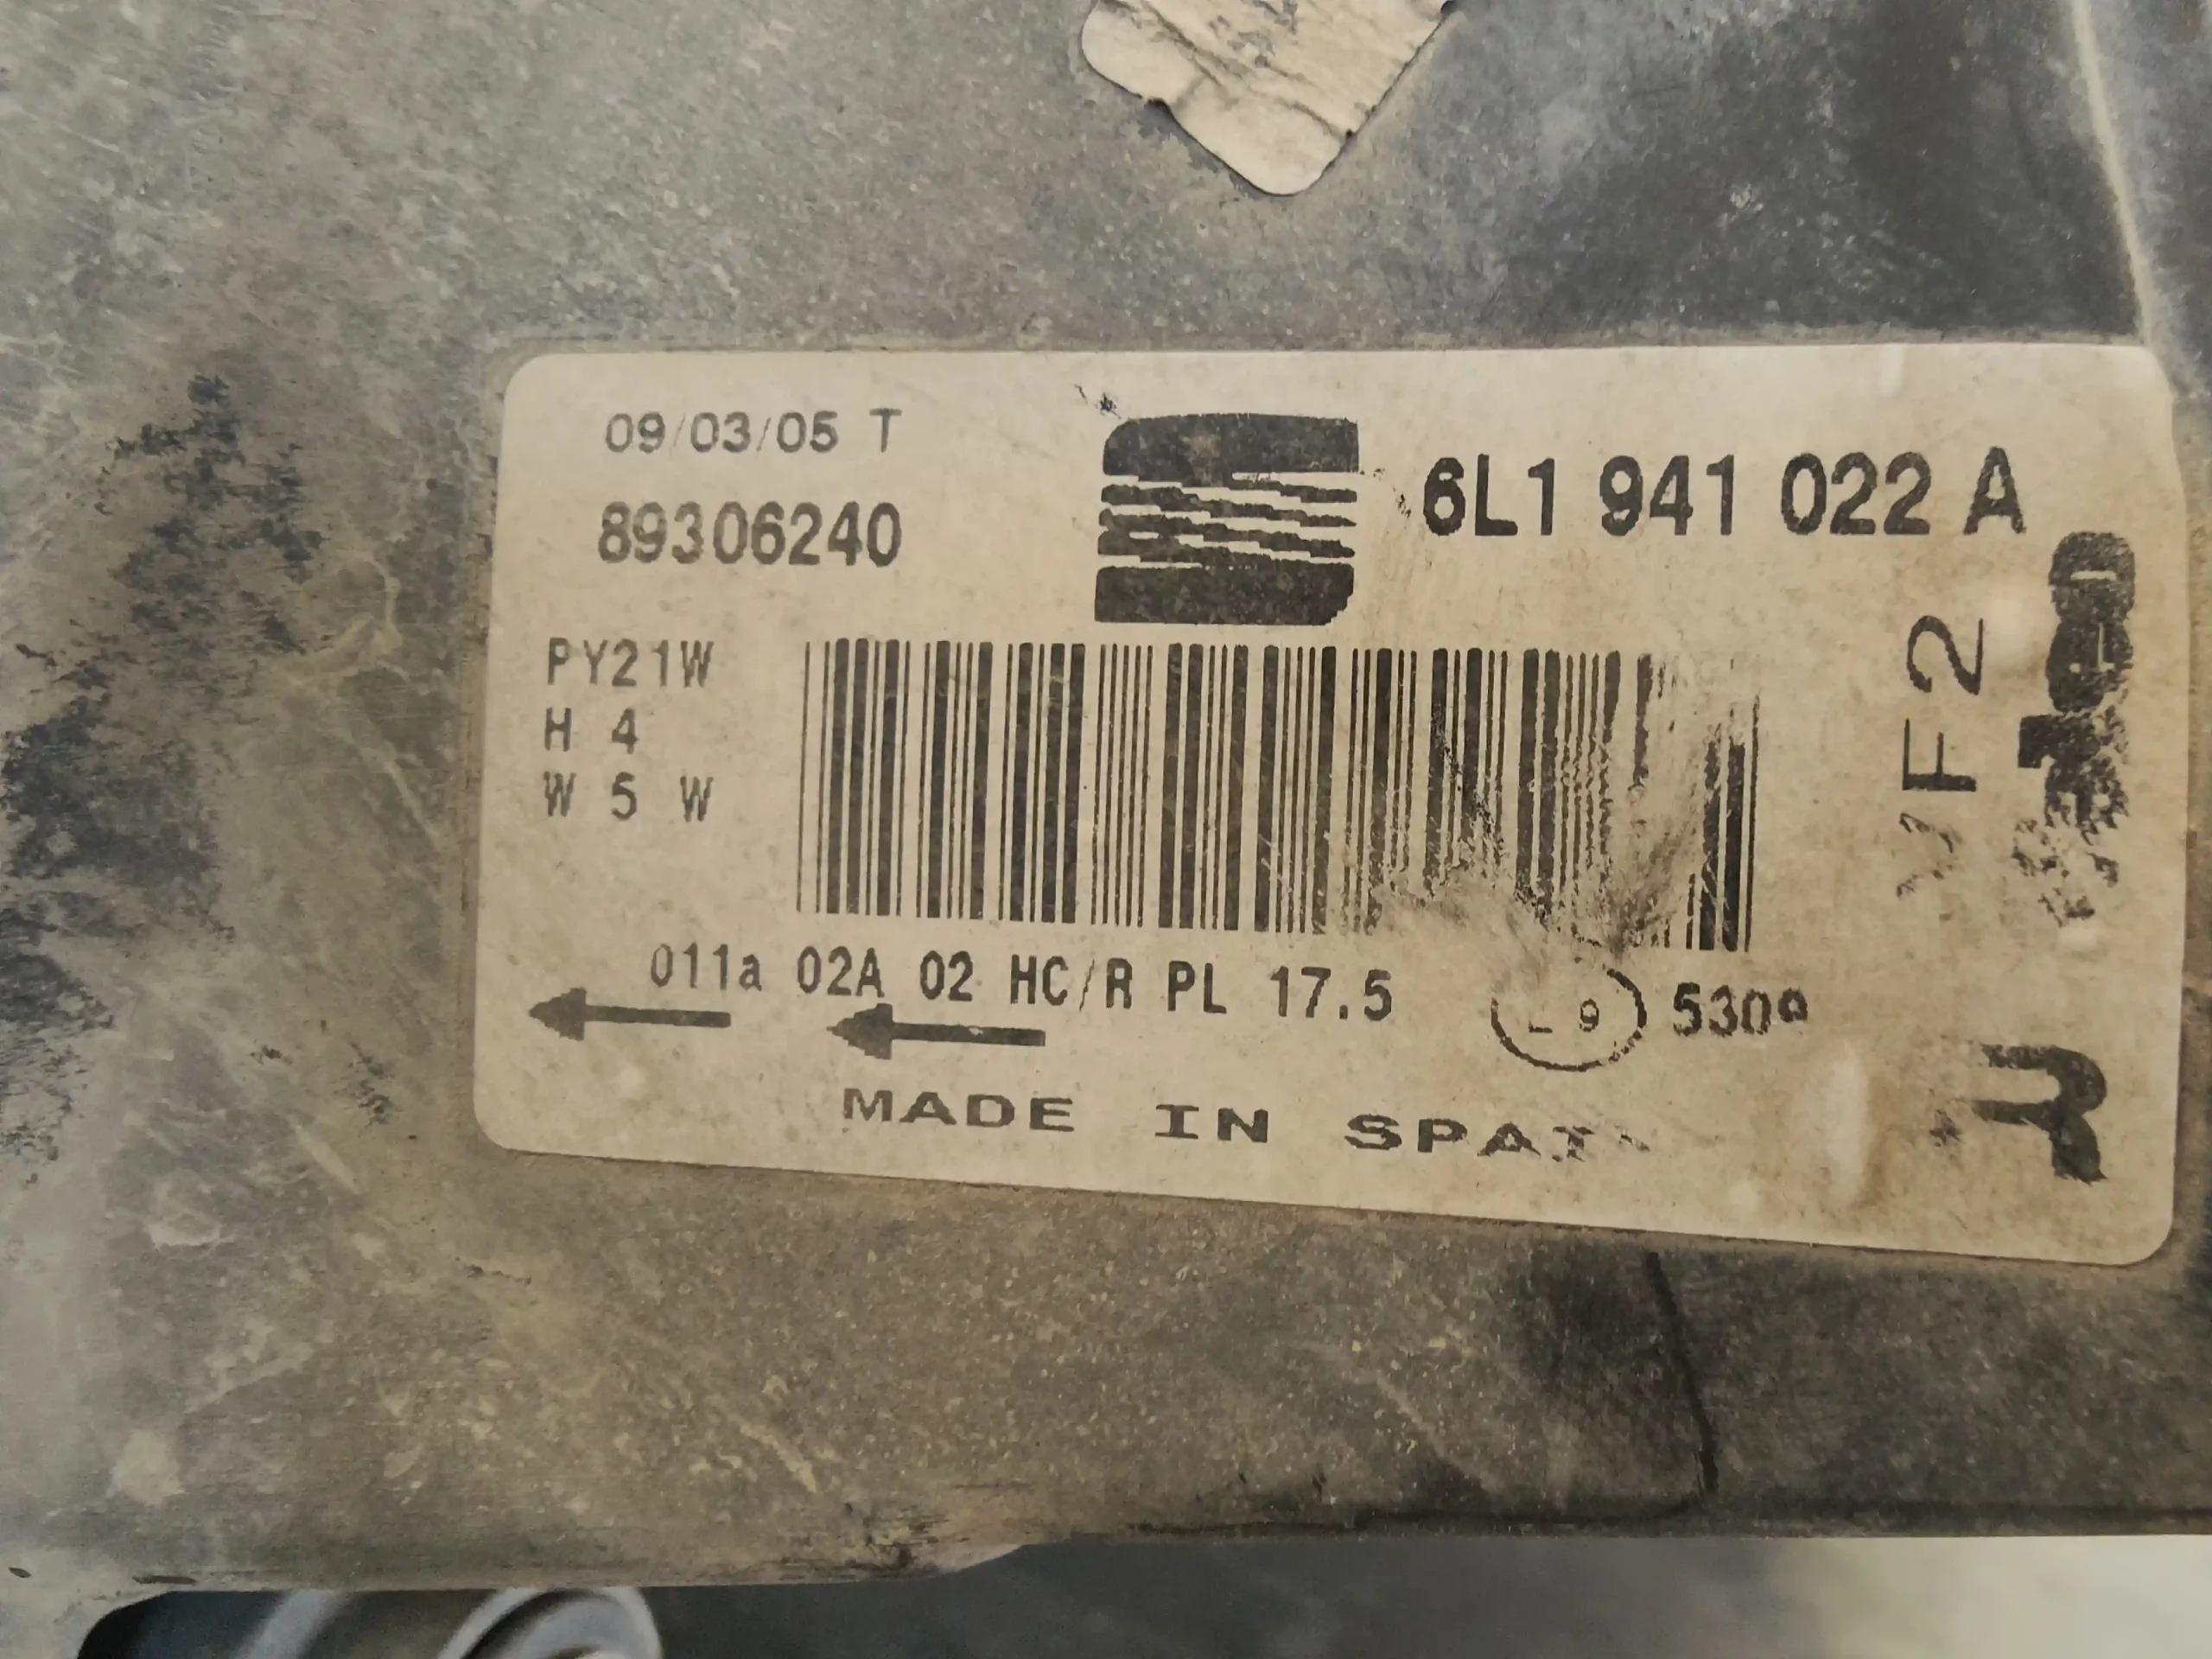 09/03/05 T
89306240
6L1 941 022 A
PY21W
H 4
W 5 W
011a 02A 02 HC/R PL 17.5
MADE IN